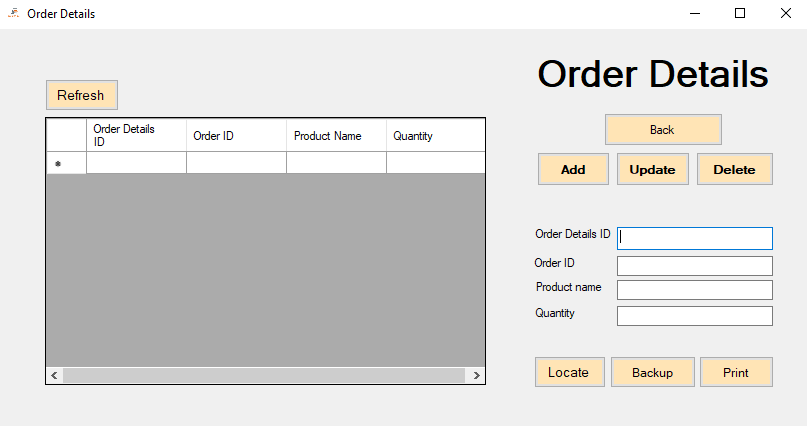 Order Details
Order Details
Refresh
Back
Add Update Delete
Order Details
ID
Order ID
Product Name
Quantity
Order Details ID
Order ID
Product name
Quantity
Locate Backup Print